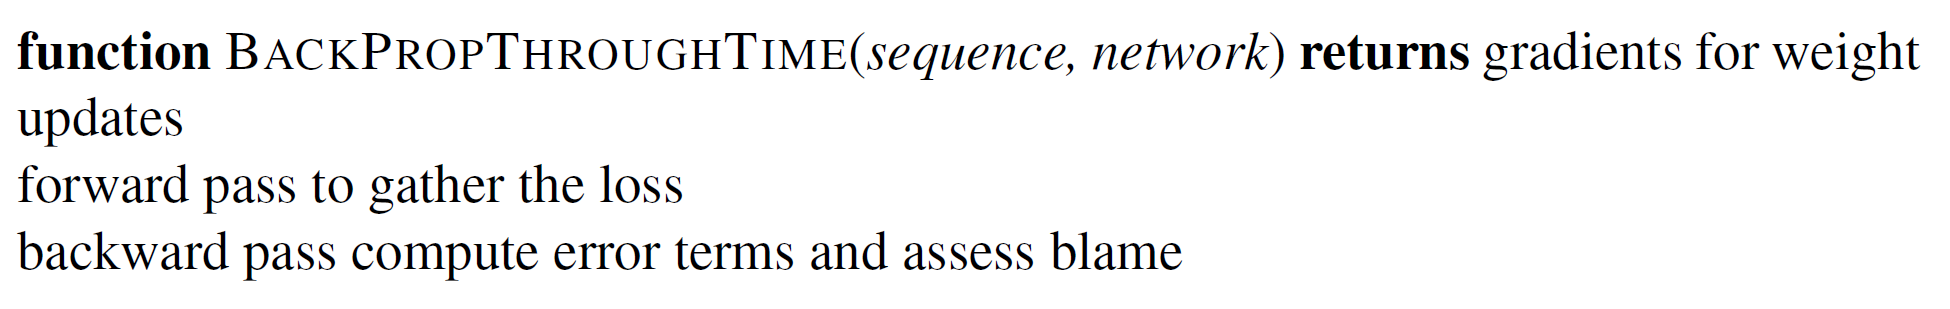 function BACKPROPTHROUGHTIME(sequence, network) returns gradients for weight
updates
forward pass to gather the loss
backward pass compute error terms and assess blame